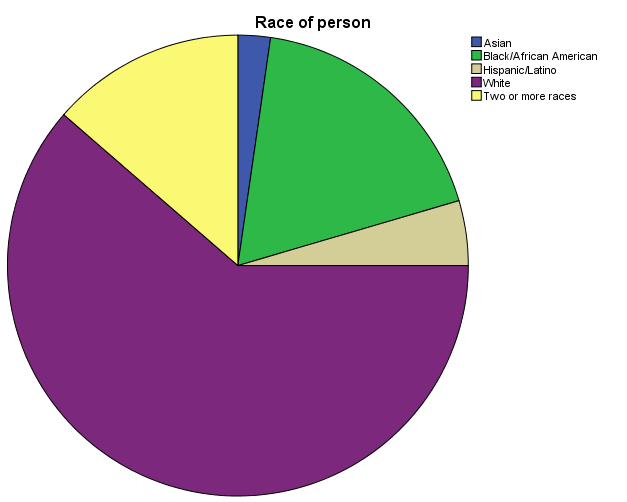 Race of person
Asian
Black/African American
Hispanic/Latino
White
Two or more races